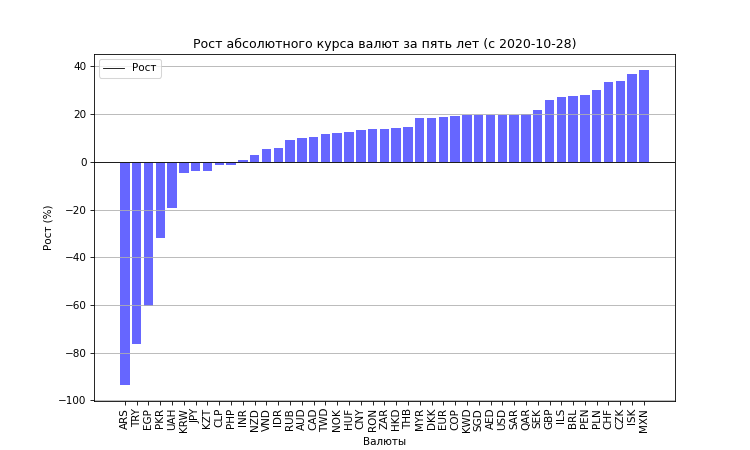 Рост абсолютного курса валют за пять лет (с 2020-10-28)
Рост
40
20
0
−20
−40
−60
−80
−100
Рост (%)
ARS TRY EGP PKR UAH KRW JPY KZT CLP PHP INR NZD VND IDR RUB AUD CAD TWD NOK HUF CNY RON ZAR HKD THB MYR DKK EUR COP KWD SGD AED USD SAR QAR SEK GBP ILS BRL PEN PLN CHF CZK ISK MXN
Валюты